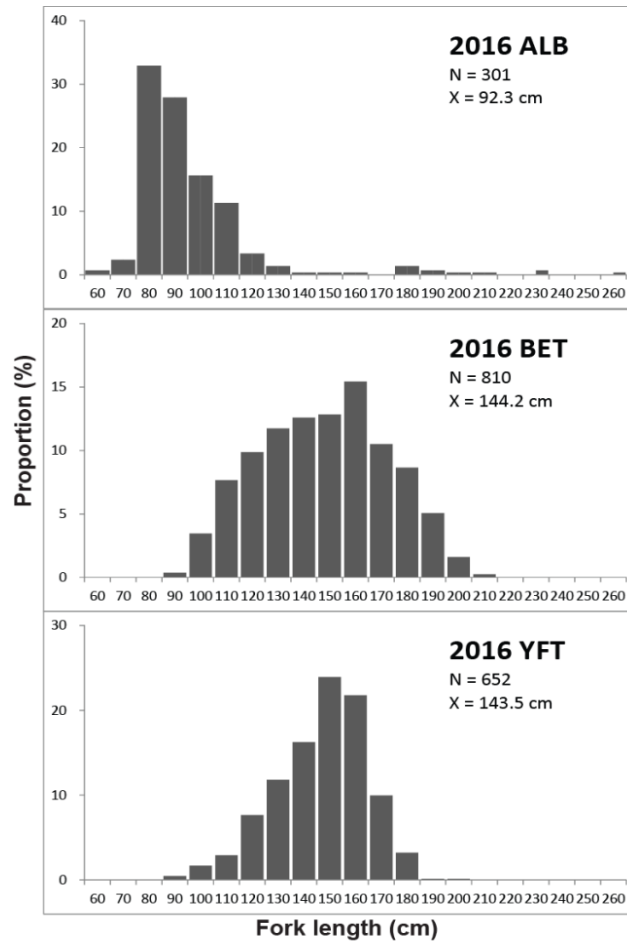 40
30
20
10
0
2016 ALB
N = 301
X = 92.3 cm
60 70 80 90 100 110 120 130 140 150 160 170 180 190 200 210 220 230 240 250 260
20
15
10
5
0
2016 BET
N = 810
X = 144.2 cm
60 70 80 90 100 110 120 130 140 150 160 170 180 190 200 210 220 230 240 250 260
Proportion (%)
30
20
10
0
2016 YFT
N = 652
X = 143.5 cm
60 70 80 90 100 110 120 130 140 150 160 170 180 190 200 210 220 230 240 250 260
Fork length (cm)